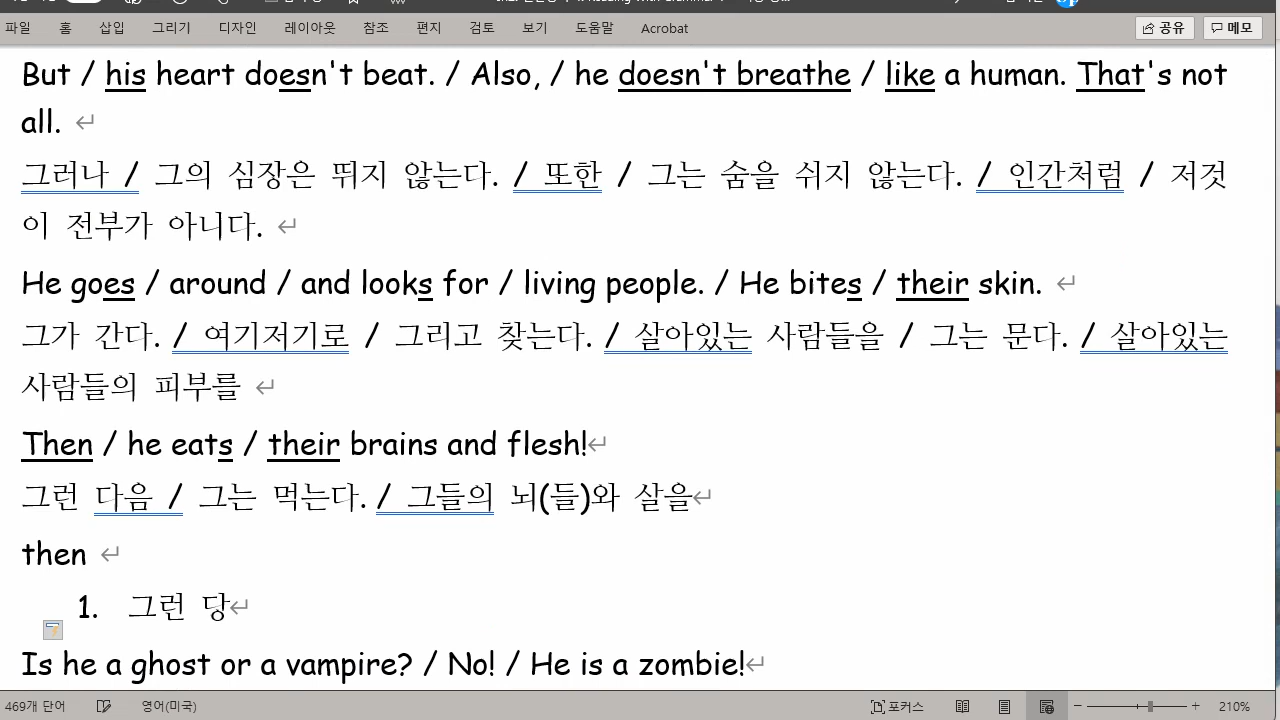 파일 홈 삽입 그리기 디자인 레이아웃 참조 편지 검토 보기 도움말 Acrobat 공유 메모
But / his heart doesn't beat. / Also, / he doesn't breathe / like a human. That's not
all.
그러나 / 그의 심장은 뛰지 않는다. / 또한 / 그는 숨을 쉬지 않는다. / 인간처럼 / 저것
이 전부가 아니다.
He goes / around / and looks for / living people. / He bites / their skin.
그가 간다. / 여기저기로 / 그리고 찾는다. / 살아있는 사람들을 / 그는 문다. / 살아있는
사람들의 피부를
Then / he eats / their brains and flesh!
그런 다음 / 그는 먹는다. / 그들의 뇌(들)와 살을
then
1. 그런 당
Is he a ghost or a vampire? / No! / He is a zombie!
469개 단어 영어(미국) 포커스 210%